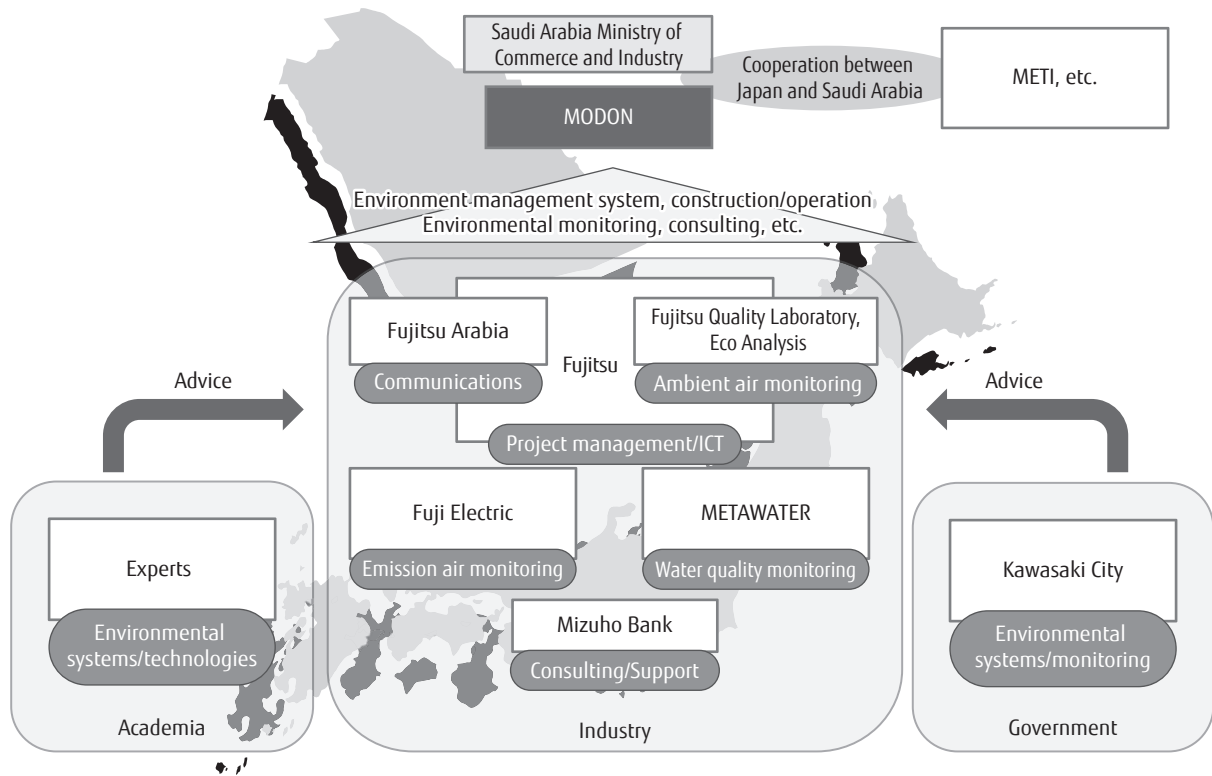 Saudi Arabia Ministry of
Commerce and Industry
Cooperation between
Japan and Saudi Arabia
METI, etc.
MODON
Environment management system, construction/operation
Environmental monitoring, consulting, etc.
Fujitsu Arabia
Communications
Fujitsu
Fujitsu Quality Laboratory,
Eco Analysis
Ambient air monitoring
Project management/ICT
Advice
Advice
Fuji Electric
Emission air monitoring
METAWATER
Water quality monitoring
Mizuho Bank
Consulting/Support
Experts
Environmental
systems/technologies
Academia
Industry
Kawasaki City
Environmental
systems/monitoring
Government